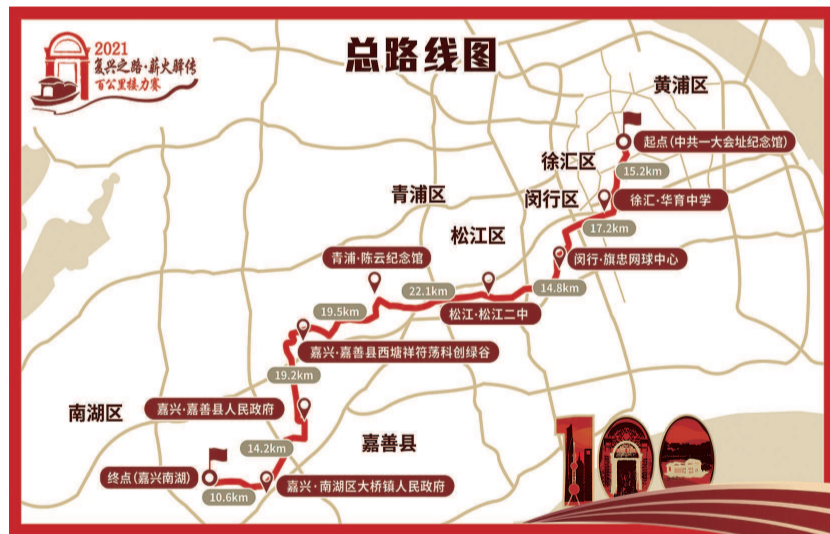 2021
复兴之路·薪火驿传
百公里接力赛
总路线图
黄浦区
起点(中共一大会址纪念馆)
徐汇区
15.2km
青浦区
闵行区
徐汇·华育中学
17.2km
松江区
青浦·陈云纪念馆
闵行·旗忠网球中心
22.1km
14.8km
19.5km
松江·松江二中
嘉兴·嘉善县西塘祥符荡科创绿谷
19.2km
南湖区
嘉兴·嘉善县人民政府
嘉善县
14.2km
终点(嘉兴南湖)
嘉兴·南湖区大桥镇人民政府
10.6km
100